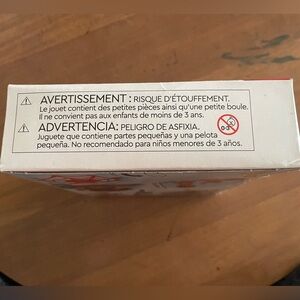 AVERTISSEMENT : RISQUE D'ÉTOUFFEMENT.
Le jouet contient des petites pièces ainsi qu'une petite boule.
Il ne convient pas aux enfants de moins de 3 ans.
ADVERTENCIA: PELIGRO DE ASFIXIA.
Juguete que contiene partes pequeñas y una pelota
pequeña. No recomendado para niños menores de 3 años.